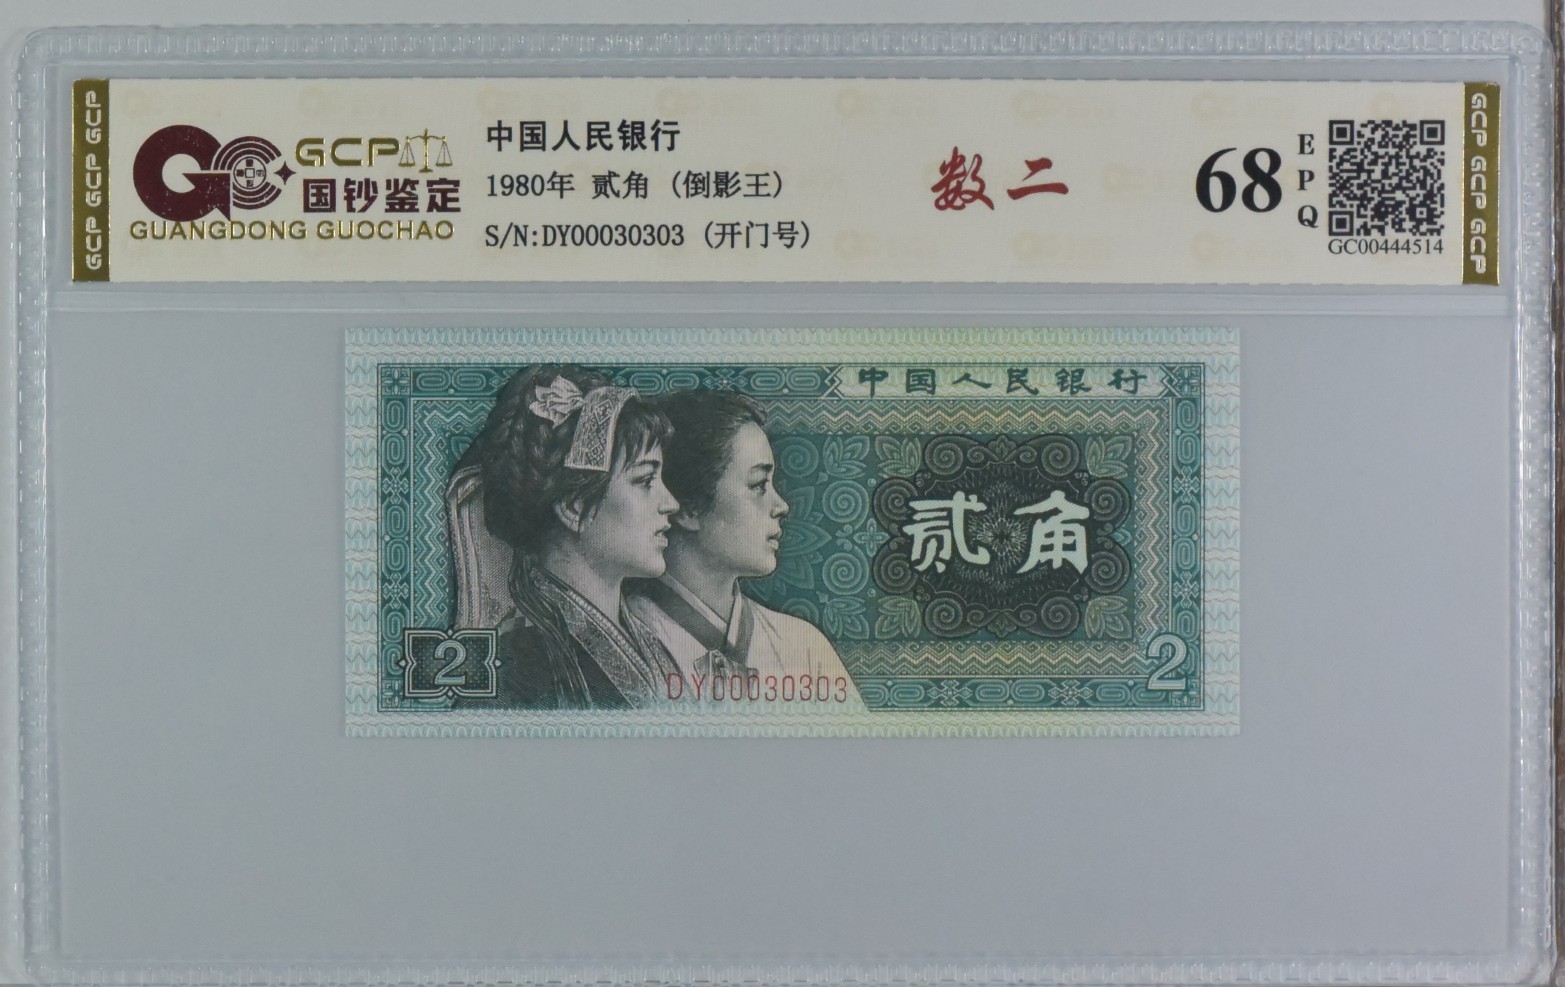 GCP GCP GCP
GCP
国钞鉴定
GUANGDONG GUOCHAO
中国人民银行
1980年 贰角 (倒影王)
S/N:DY00030303 (开门号)
数二
68
EPQ
GC00444514
GCP GCP GCP
中国人民银行
贰角
2
DY00030303
2